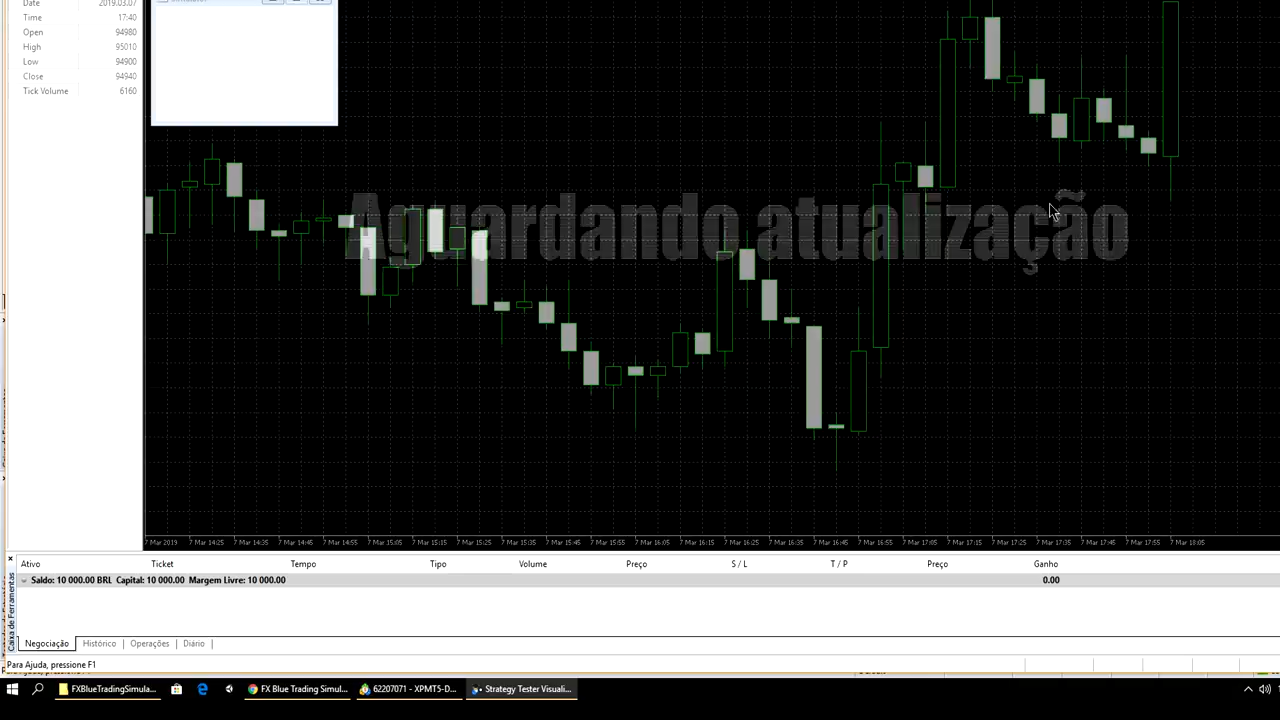 Date 2019.03.07
Time 17:40
Open 94980
High 95010
Low 94900
Close 94940
Tick Volume 6160
Aguardando atualização
7 Mar 2019 7 Mar 14:25 7 Mar 14:35 7 Mar 14:45 7 Mar 14:55 7 Mar 15:05 7 Mar 15:15 7 Mar 15:25 7 Mar 15:35 7 Mar 15:45 7 Mar 15:55 7 Mar 16:05 7 Mar 16:15 7 Mar 16:25 7 Mar 16:35 7 Mar 16:45 7 Mar 16:55 7 Mar 17:05 7 Mar 17:15 7 Mar 17:25 7 Mar 17:35 7 Mar 17:45 7 Mar 17:55 7 Mar 18:05
Ativo Ticket Tempo Tipo Volume Preço S / L T / P Preço Ganho
Saldo: 10 000.00 BRL Capital: 10 000.00 Margem Livre: 10 000.00 0.00
Caixa de Ferramentas
Negociação | Histórico | Operações | Diário |
Para Ajuda, pressione F1
FXBlueTradingSimula... FX Blue Trading Simul... 62207071 - XPMT5-D... Strategy Tester Visuali...